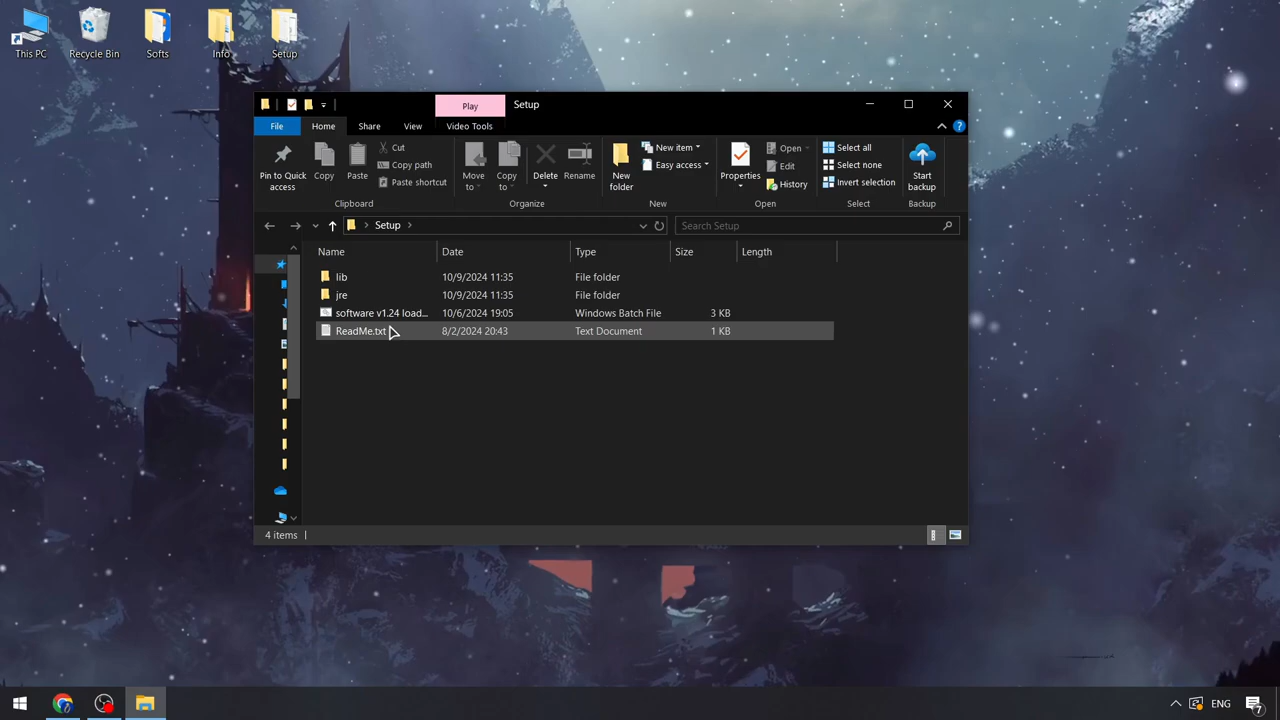 This PC
Recycle Bin
Softs
Info
Setup
Play
Setup
File
Home
Share
View
Video Tools
Pin to Quick access
Copy
Paste
Cut
Copy path
Paste shortcut
Clipboard
Move to
Copy to
Delete
Rename
Organize
New folder
New item
Easy access
New
Properties
Open
Edit
History
Open
Select all
Select none
Invert selection
Select
Start backup
Backup
Setup
Search Setup
Name
Date
Type
Size
Length
lib
10/9/2024 11:35
File folder
jre
10/9/2024 11:35
File folder
software v1.24 load...
10/6/2024 19:05
Windows Batch File
3 KB
ReadMe.txt
8/2/2024 20:43
Text Document
1 KB
4 items
ENG
7